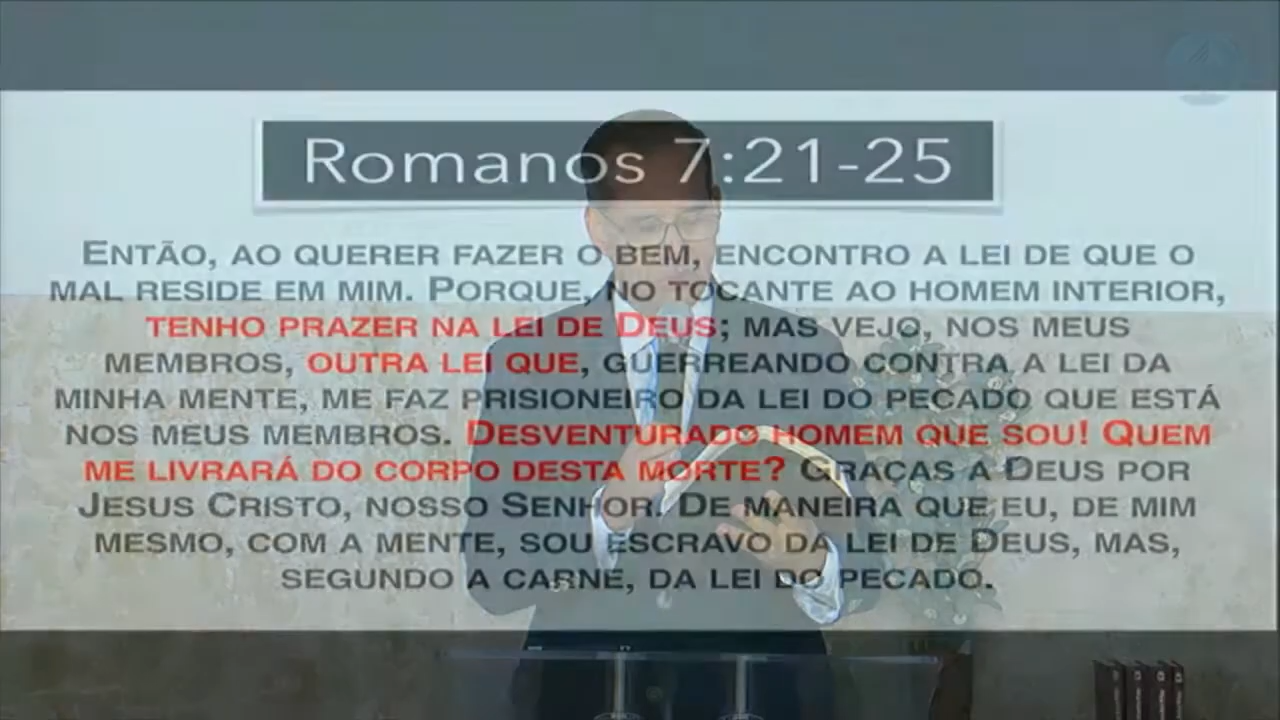 Romanos 7:21-25
Então, ao querer fazer o bem, encontro a lei de que o
mal reside em mim. Porque, no tocante ao homem interior,
tenho prazer na lei de Deus; mas vejo, nos meus
membros, outra lei que, guerreando contra a lei da
minha mente, me faz prisioneiro da lei do pecado que está
nos meus membros. Desventurado homem que sou! Quem
me livrará do corpo desta morte? Graças a Deus por
Jesus Cristo, nosso Senhor. De maneira que eu, de mim
mesmo, com a mente, sou escravo da lei de Deus, mas,
segundo a carne, da lei do pecado.